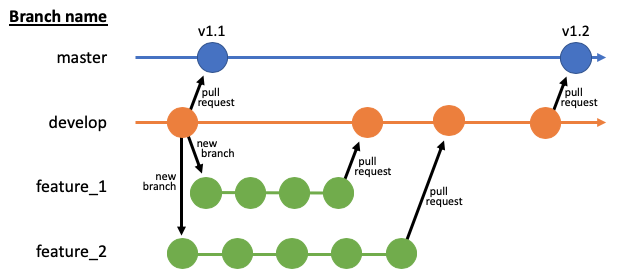 Branch name
v1.1
v1.2
master
pull
request
pull
request
develop
new
branch
pull
request
new
branch
feature_1
pull
request
feature_2